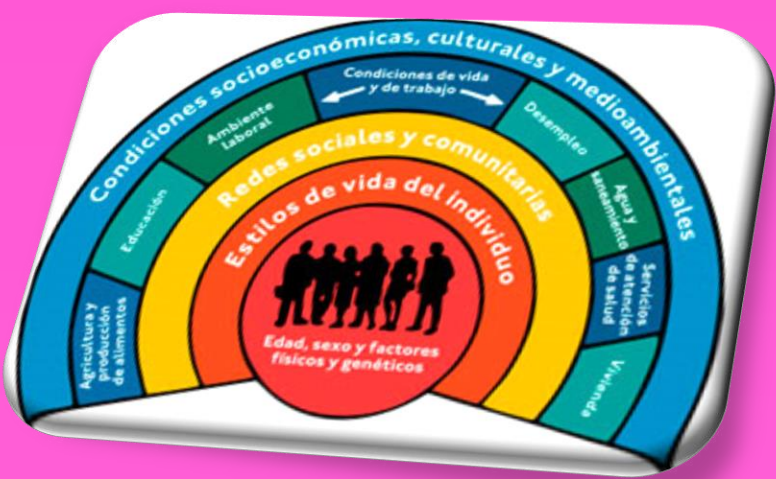 Condiciones socioeconómicas, culturales y medioambientales
Condiciones de vida
y de trabajo
Agricultura y
producción
de alimentos
Educación
Ambiente
laboral
Desempleo
Agua y
saneamiento
Servicios
de atención
de salud
Vivienda
Redes sociales y comunitarias
Estilos de vida del individuo
Edad, sexo y factores
físicos y genéticos